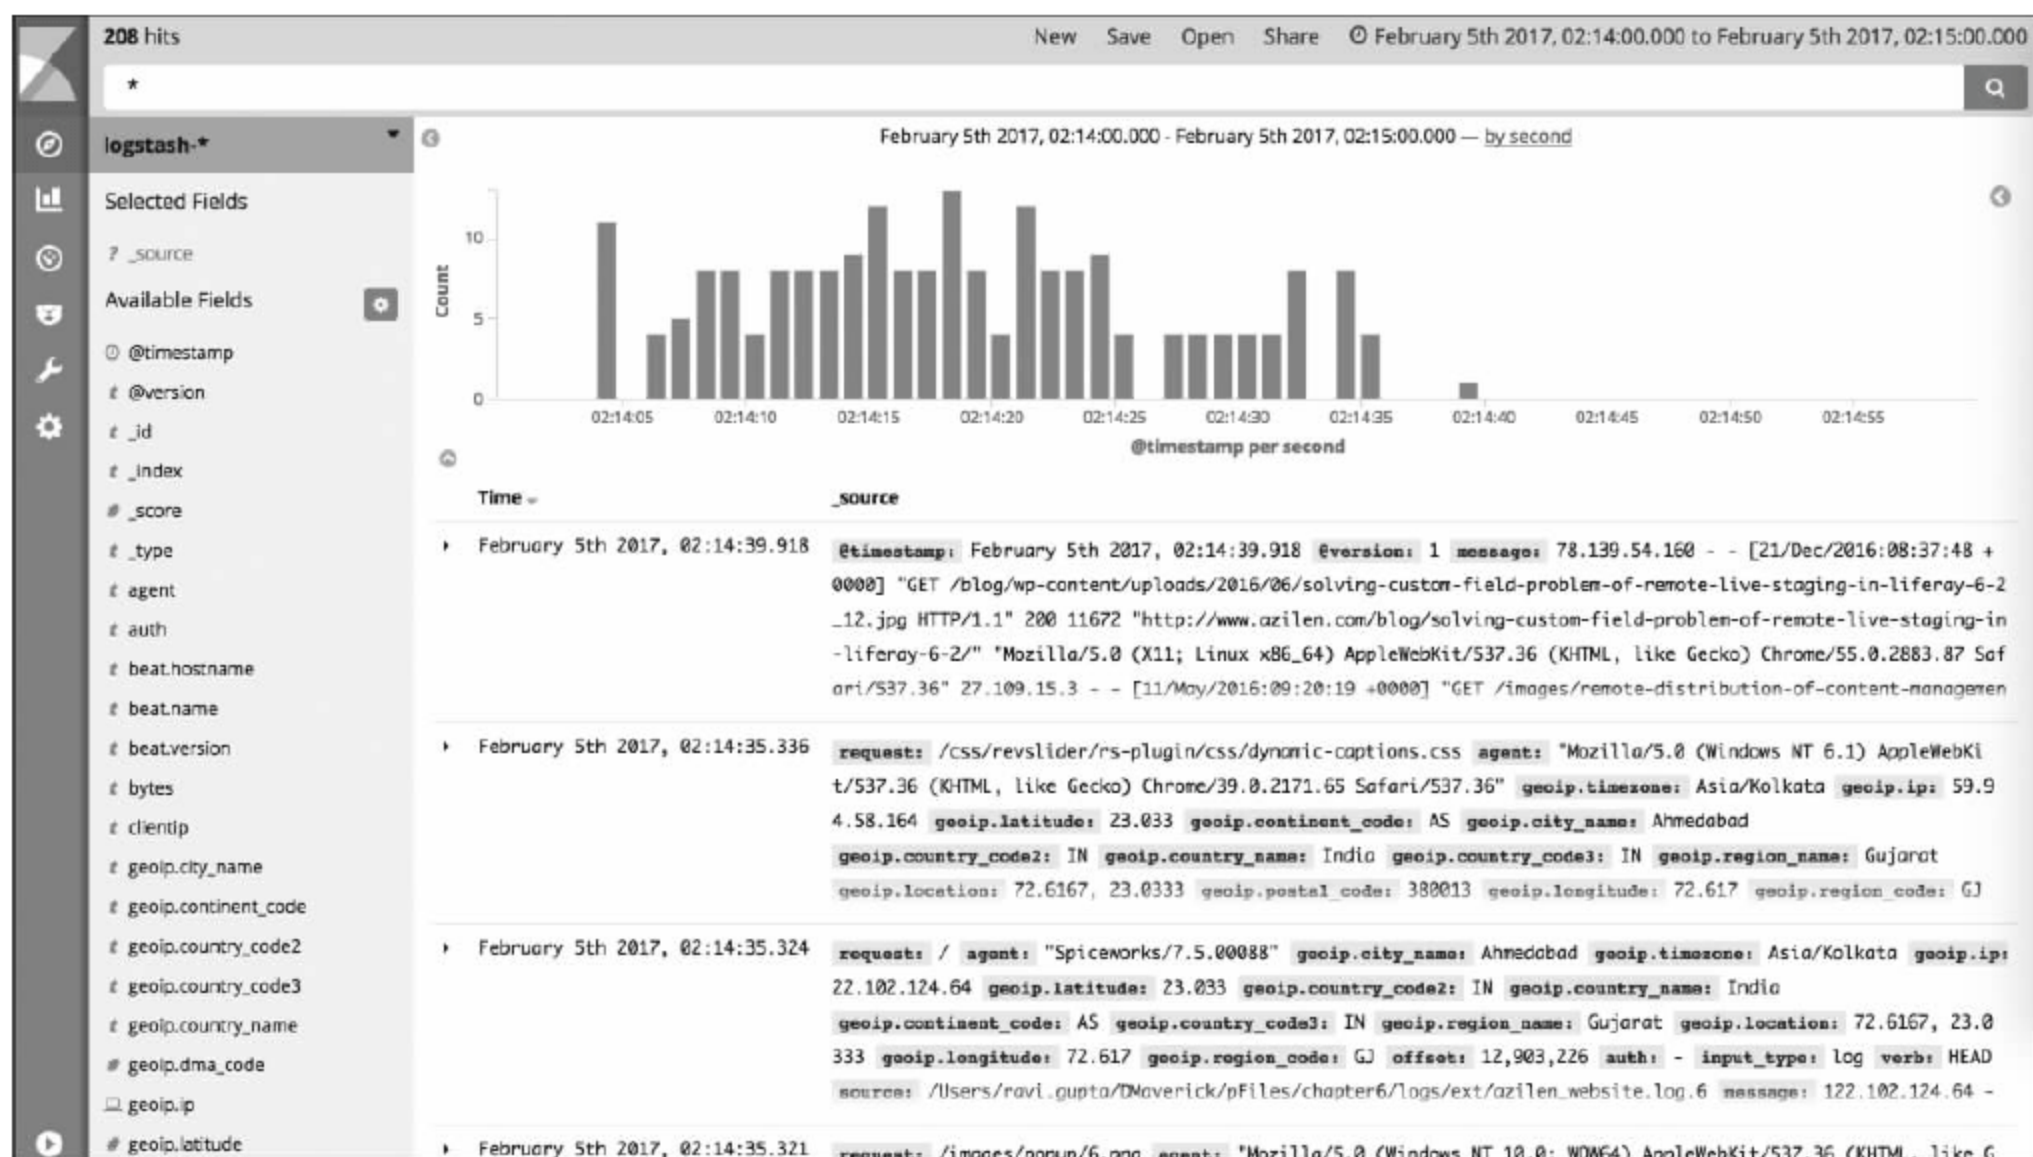 208 hits
New Save Open Share February 5th 2017, 02:14:00.000 to February 5th 2017, 02:15:00.000
*
logstash-*
Selected Fields
? _source
Available Fields
@timestamp
t @version
t _id
t _index
# _score
t _type
t agent
t auth
t beat.hostname
t beat.name
t beat.version
t bytes
t clientip
t geoip.city_name
t geoip.continent_code
t geoip.country_code2
t geoip.country_code3
t geoip.country_name
# geoip.dma_code
geoip.ip
# geoip.latitude
February 5th 2017, 02:14:00.000 - February 5th 2017, 02:15:00.000 — by second
Count
10
5
0
02:14:05 02:14:10 02:14:15 02:14:20 02:14:25 02:14:30 02:14:35 02:14:40 02:14:45 02:14:50 02:14:55
@timestamp per second
Time _source
February 5th 2017, 02:14:39.918
@timestamp: February 5th 2017, 02:14:39.918 @version: 1 message: 78.139.54.160 - - [21/Dec/2016:08:37:48 +
0000] "GET /blog/wp-content/uploads/2016/06/solving-custom-field-problem-of-remote-live-staging-in-liferay-6-2
_12.jpg HTTP/1.1" 200 11672 "http://www.azilen.com/blog/solving-custom-field-problem-of-remote-live-staging-in
-liferay-6-2/" "Mozilla/5.0 (X11; Linux x86_64) AppleWebKit/537.36 (KHTML, like Gecko) Chrome/55.0.2883.87 Saf
ari/537.36" 27.109.15.3 - - [11/May/2016:09:20:19 +0000] "GET /images/remote-distribution-of-content-managemen
February 5th 2017, 02:14:35.336
request: /css/revslider/rs-plugin/css/dynamic-captions.css agent: "Mozilla/5.0 (Windows NT 6.1) AppleWebKi
t/537.36 (KHTML, like Gecko) Chrome/39.0.2171.65 Safari/537.36" geoip.timezone: Asia/Kolkata geoip.ip: 59.9
4.58.164 geoip.latitude: 23.033 geoip.continent_code: AS geoip.city_name: Ahmedabad
geoip.country_code2: IN geoip.country_name: India geoip.country_code3: IN geoip.region_name: Gujarat
geoip.location: 72.6167, 23.0333 geoip.postal_code: 380013 geoip.longitude: 72.617 geoip.region_code: GJ
February 5th 2017, 02:14:35.324
request: / agent: "Spiceworks/7.5.00088" geoip.city_name: Ahmedabad geoip.timezone: Asia/Kolkata geoip.ip:
22.102.124.64 geoip.latitude: 23.033 geoip.country_code2: IN geoip.country_name: India
geoip.continent_code: AS geoip.country_code3: IN geoip.region_name: Gujarat geoip.location: 72.6167, 23.0
333 geoip.longitude: 72.617 geoip.region_code: GJ offset: 12,903,226 auth: - input_type: log verb: HEAD
source: /Users/ravi.gupta/DMaverick/pFiles/chapter6/logs/ext/azilen_website.log.6 message: 122.102.124.64 -
February 5th 2017, 02:14:35.321
request: /images/popup/6.png agent: "Mozilla/5.0 (Windows NT 10.0; WOW64) AppleWebKit/537.36 (KHTML, like G